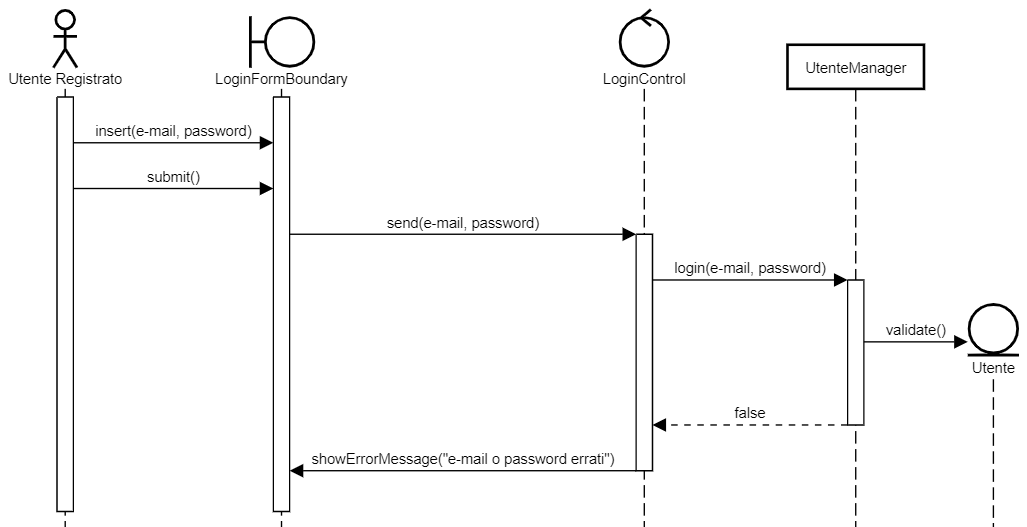 Utente Registrato
LoginFormBoundary
LoginControl
UtenteManager
insert(e-mail, password)
submit()
send(e-mail, password)
login(e-mail, password)
validate()
Utente
false
showErrorMessage("e-mail o password errati")